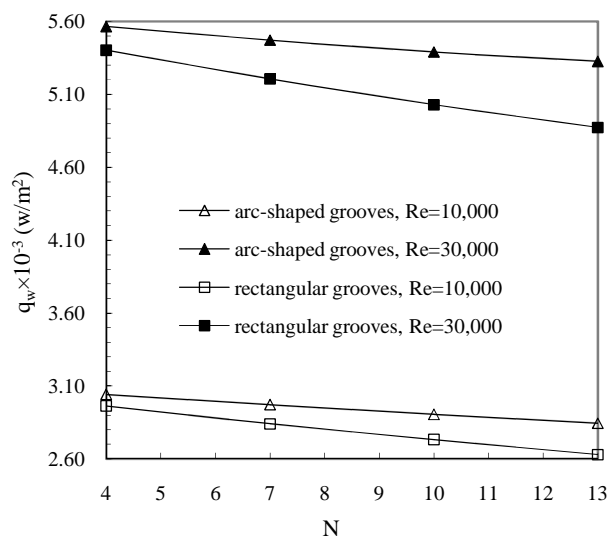 5.60
5.10
4.60
4.10
3.60
3.10
2.60
q_w×10⁻³ (w/m²)
arc-shaped grooves, Re=10,000
arc-shaped grooves, Re=30,000
rectangular grooves, Re=10,000
rectangular grooves, Re=30,000
4 5 6 7 8 9 10 11 12 13
N